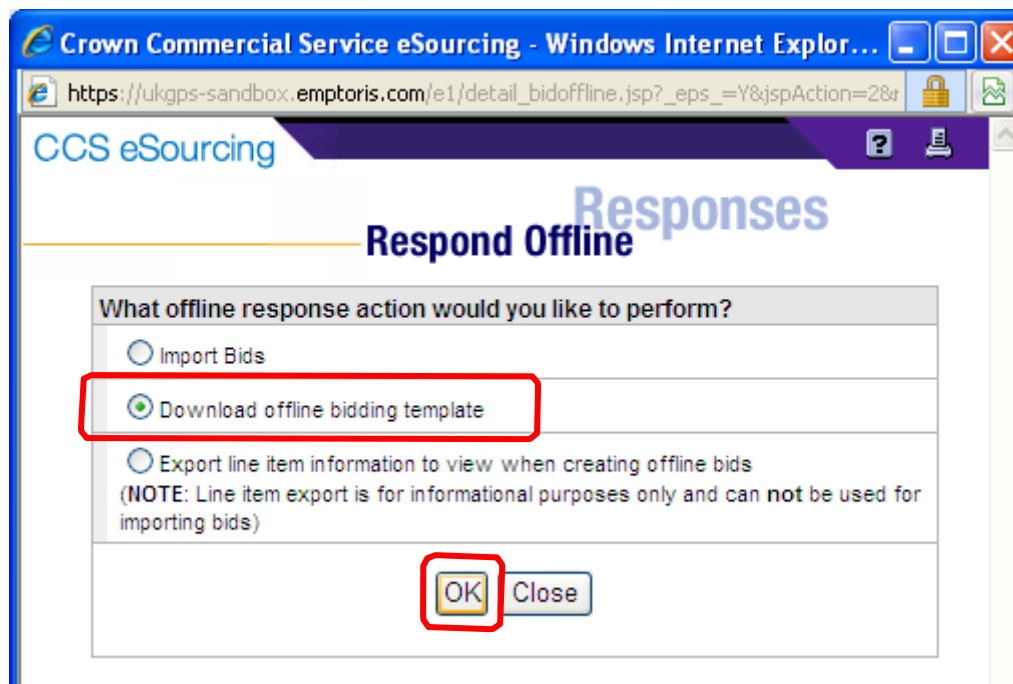 Crown Commercial Service eSourcing - Windows Internet Explor...
https://ukgps-sandbox.emptoris.com/e1/detail_bidoffline.jsp?_eps_=Y&jspAction=2&r
CCS eSourcing
?
Responses
Respond Offline
What offline response action would you like to perform?
Import Bids
Download offline bidding template
Export line item information to view when creating offline bids
(NOTE: Line item export is for informational purposes only and can not be used for
importing bids)
OK Close